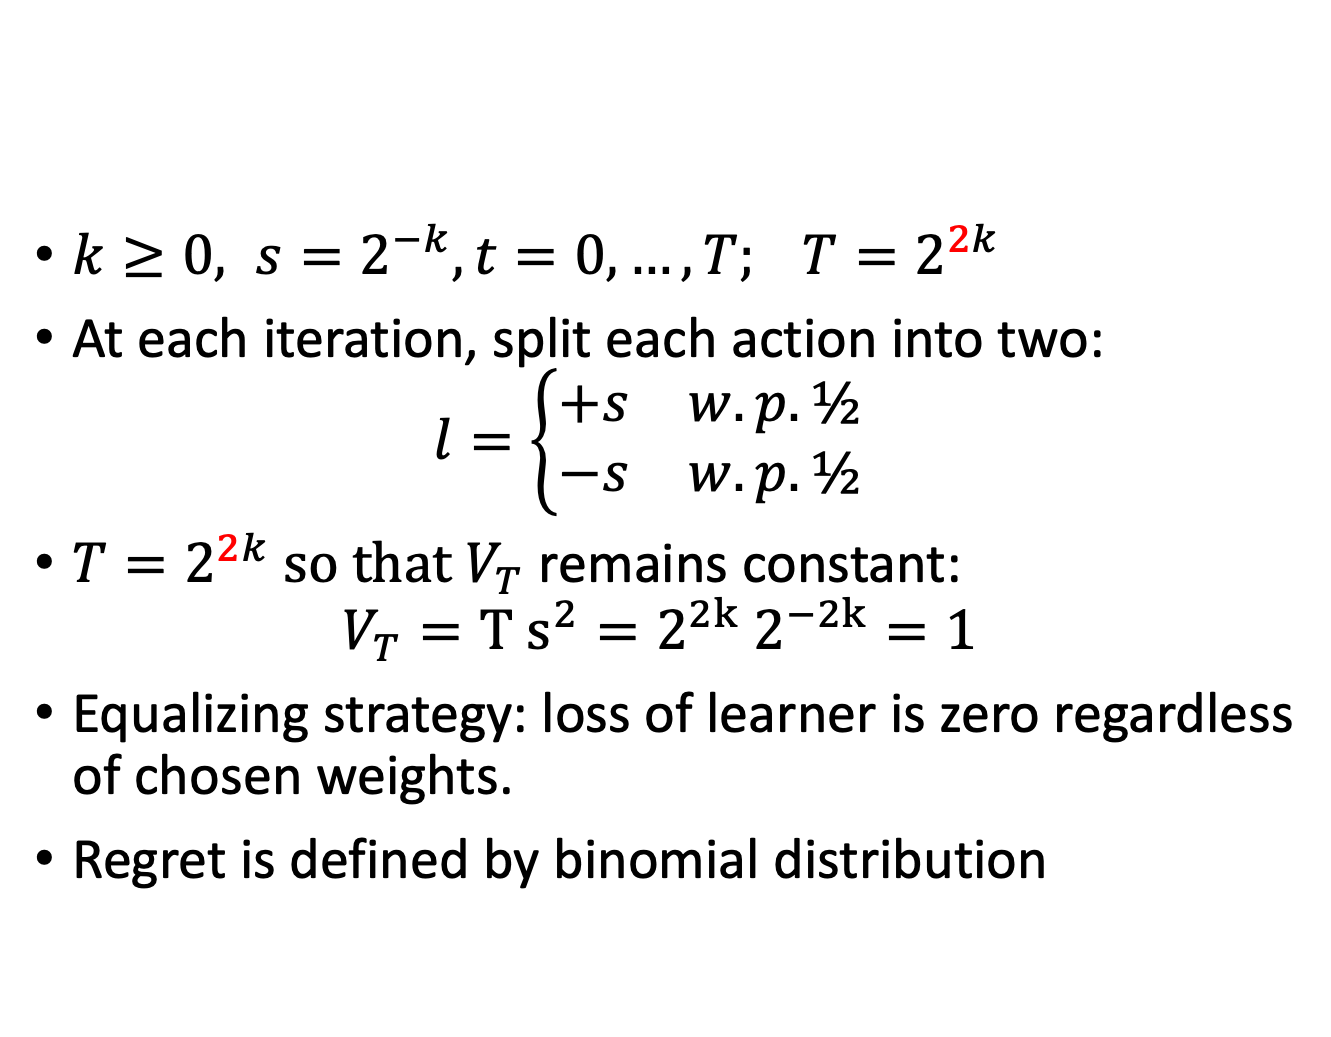 • k ≥ 0, s = 2^{−k}, t = 0, … , T; T = 2^{2k}
• At each iteration, split each action into two:
l = { +s w. p. ½
−s w. p. ½
• T = 2^{2k} so that V_T remains constant:
V_T = T s^2 = 2^{2k} 2^{−2k} = 1
• Equalizing strategy: loss of learner is zero regardless
of chosen weights.
• Regret is defined by binomial distribution